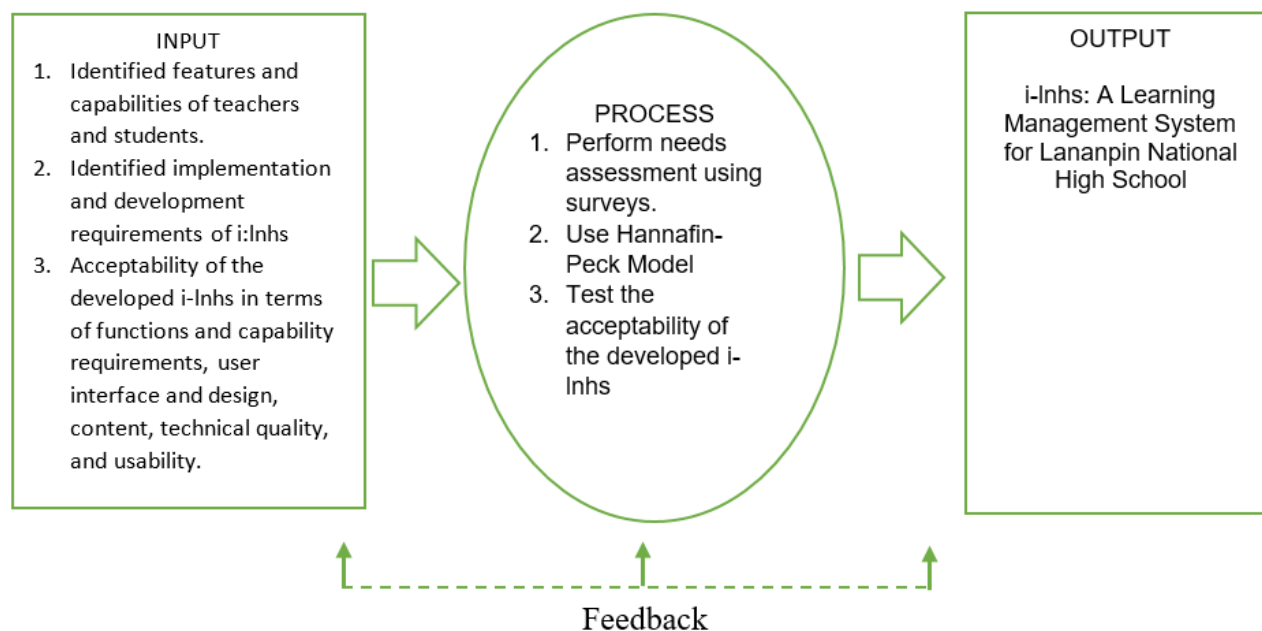 INPUT
1. Identified features and
capabilities of teachers
and students.
2. Identified implementation
and development
requirements of i:lnhs
3. Acceptability of the
developed i-lnhs in terms
of functions and capability
requirements, user
interface and design,
content, technical quality,
and usability.
PROCESS
1. Perform needs
assessment using
surveys.
2. Use Hannafin-
Peck Model
3. Test the
acceptability of
the developed i-
lnhs
OUTPUT
i-lnhs: A Learning
Management System
for Lananpin National
High School
Feedback